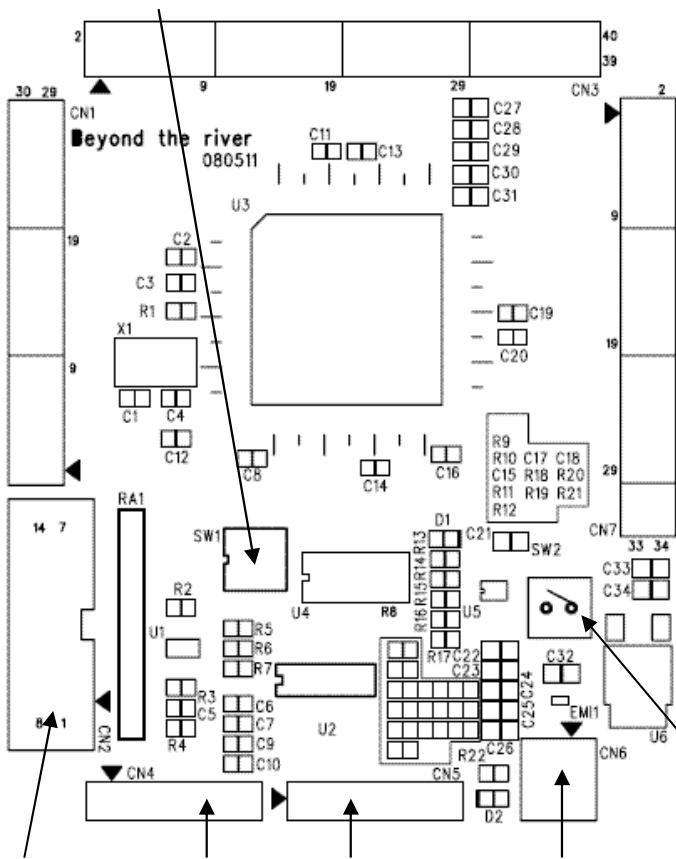 2
40
39
9
19
29
CN3
2
30 29
CN1
C27
C28
C29
C30
C31
Beyond the river
080511
C11
C13
U3
9
19
C2
C3
R1
X1
C19
C20
19
9
C1
C4
C12
C8
C14
C16
R9
R10 C17 C18
C15 R18 R20
R11 R19 R21
R12
29
CN7
33 34
RA1
14 7
SW1
D1
C21
SW2
R13
R14
R15
R16
C33
C34
R2
U4
R8
U5
U1
R5
R6
R7
R17
C22
C23
C24
C25
C32
EMI1
R3
C5
R4
C6
C7
C9
C10
U2
8 1
CN2
C26
R22
CN6
U6
CN4
CN5
D2